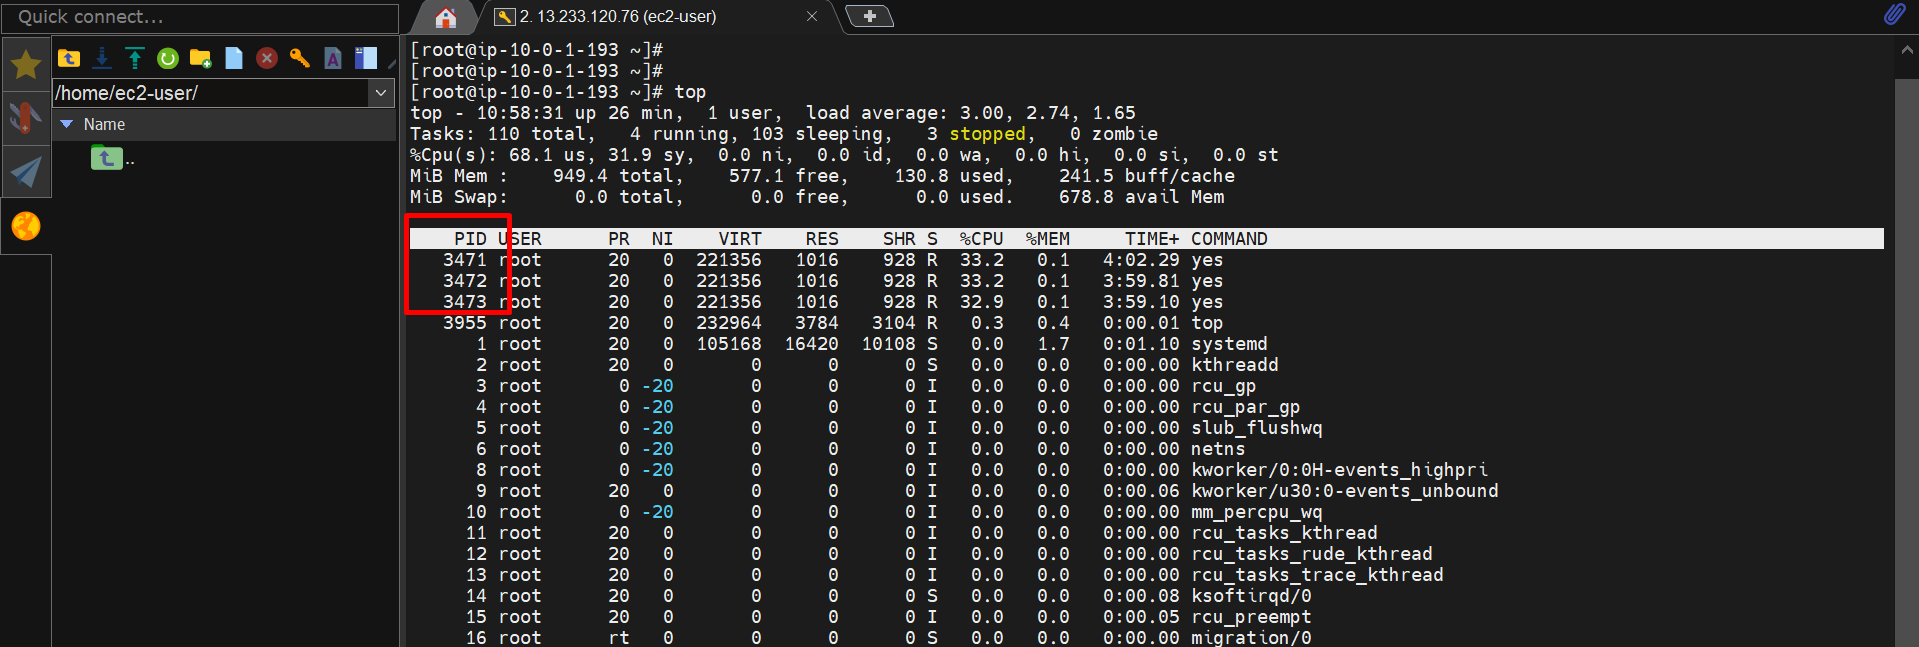 Quick connect...
2. 13.233.120.76 (ec2-user)
/home/ec2-user/
Name
..
[root@ip-10-0-1-193 ~]#
[root@ip-10-0-1-193 ~]#
[root@ip-10-0-1-193 ~]# top
top - 10:58:31 up 26 min,  1 user,  load average: 3.00, 2.74, 1.65
Tasks: 110 total,   4 running, 103 sleeping,   3 stopped,   0 zombie
%Cpu(s): 68.1 us, 31.9 sy,  0.0 ni,  0.0 id,  0.0 wa,  0.0 hi,  0.0 si,  0.0 st
MiB Mem :    949.4 total,    577.1 free,    130.8 used,    241.5 buff/cache
MiB Swap:      0.0 total,      0.0 free,      0.0 used.    678.8 avail Mem
PID USER      PR  NI    VIRT    RES    SHR S  %CPU  %MEM     TIME+ COMMAND
3471 root      20   0  221356   1016    928 R  33.2   0.1   4:02.29 yes
3472 root      20   0  221356   1016    928 R  33.2   0.1   3:59.81 yes
3473 root      20   0  221356   1016    928 R  32.9   0.1   3:59.10 yes
3955 root      20   0  232964   3784   3104 R   0.3   0.4   0:00.01 top
1 root      20   0  105168  16420  10108 S   0.0   1.7   0:01.10 systemd
2 root      20   0       0      0      0 S   0.0   0.0   0:00.00 kthreadd
3 root       0 -20       0      0      0 I   0.0   0.0   0:00.00 rcu_gp
4 root       0 -20       0      0      0 I   0.0   0.0   0:00.00 rcu_par_gp
5 root       0 -20       0      0      0 I   0.0   0.0   0:00.00 slub_flushwq
6 root       0 -20       0      0      0 I   0.0   0.0   0:00.00 netns
8 root       0 -20       0      0      0 I   0.0   0.0   0:00.00 kworker/0:0H-events_highpri
9 root      20   0       0      0      0 I   0.0   0.0   0:00.06 kworker/u30:0-events_unbound
10 root       0 -20       0      0      0 I   0.0   0.0   0:00.00 mm_percpu_wq
11 root      20   0       0      0      0 I   0.0   0.0   0:00.00 rcu_tasks_kthread
12 root      20   0       0      0      0 I   0.0   0.0   0:00.00 rcu_tasks_rude_kthread
13 root      20   0       0      0      0 I   0.0   0.0   0:00.00 rcu_tasks_trace_kthread
14 root      20   0       0      0      0 S   0.0   0.0   0:00.08 ksoftirqd/0
15 root      20   0       0      0      0 I   0.0   0.0   0:00.05 rcu_preempt
16 root      rt   0       0      0      0 S   0.0   0.0   0:00.00 migration/0